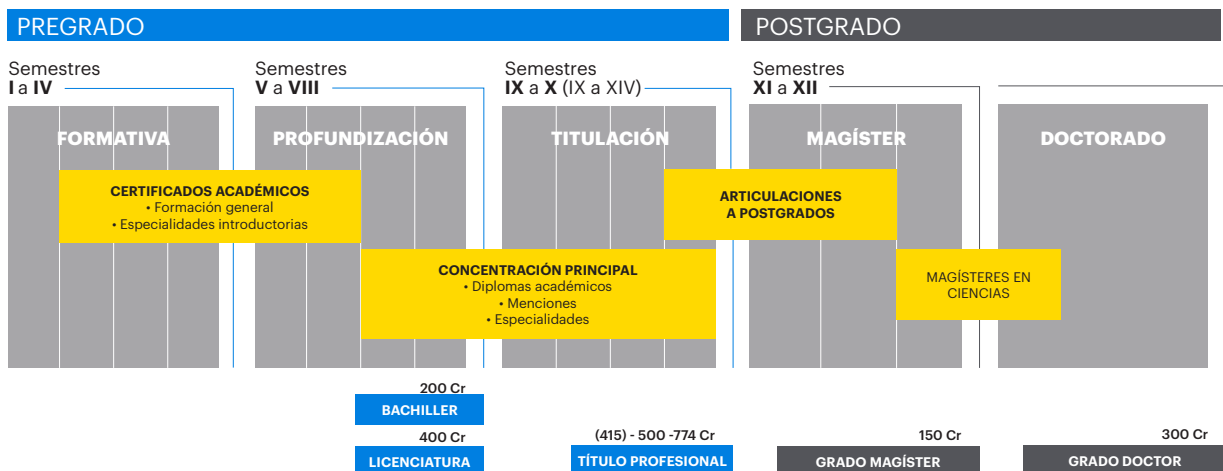 PREGRADO
POSTGRADO
Semestres
I a IV
Semestres
V a VIII
Semestres
IX a X (IX a XIV)
Semestres
XI a XII
FORMATIVA
PROFUNDIZACIÓN
TITULACIÓN
MAGÍSTER
DOCTORADO
CERTIFICADOS ACADÉMICOS
• Formación general
• Especialidades introductorias
ARTICULACIONES
A POSTGRADOS
CONCENTRACIÓN PRINCIPAL
• Diplomas académicos
• Menciones
• Especialidades
MAGÍSTERES EN
CIENCIAS
200 Cr
BACHILLER
400 Cr
LICENCIATURA
(415) - 500 -774 Cr
TÍTULO PROFESIONAL
150 Cr
GRADO MAGÍSTER
300 Cr
GRADO DOCTOR